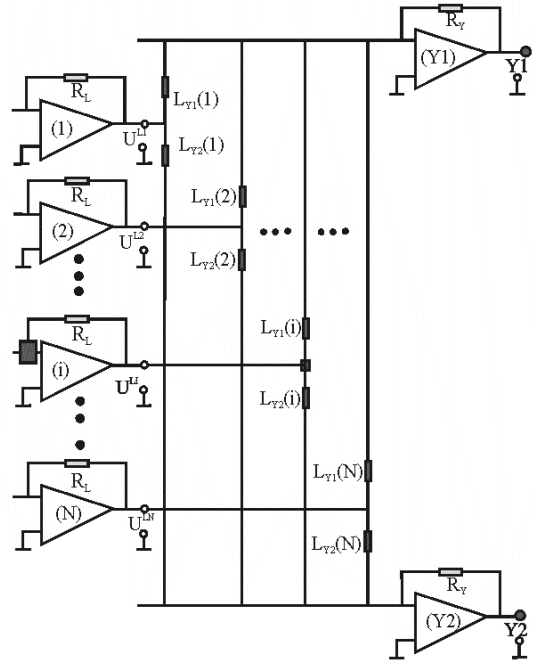 R_Y
(Y1)
Y1
R_L
L_Y1(1)
(1)
U^L1
L_Y2(1)
R_L
L_Y1(2)
(2)
U^L2
L_Y2(2)
R_L
L_Y1(i)
(i)
U^Li
L_Y2(i)
R_L
L_Y1(N)
(N)
U^LN
L_Y2(N)
R_Y
(Y2)
Y2